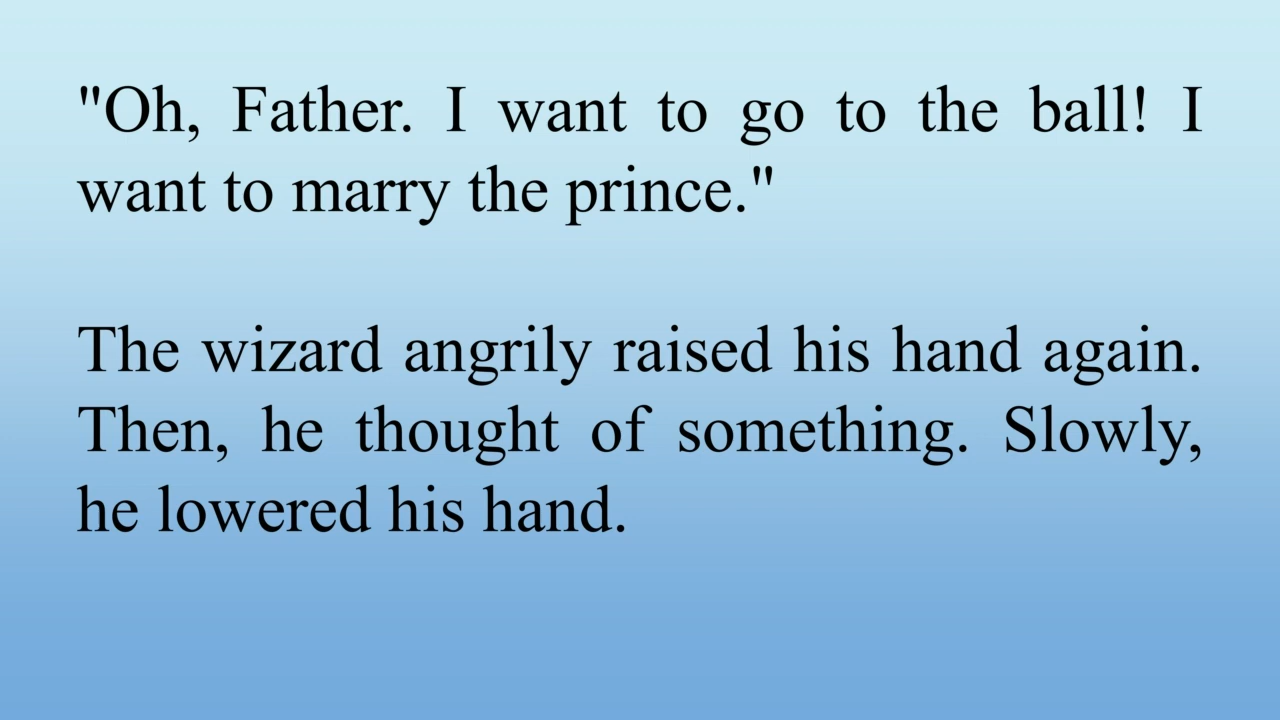 "Oh, Father. I want to go to the ball! I
want to marry the prince."
The wizard angrily raised his hand again.
Then, he thought of something. Slowly,
he lowered his hand.